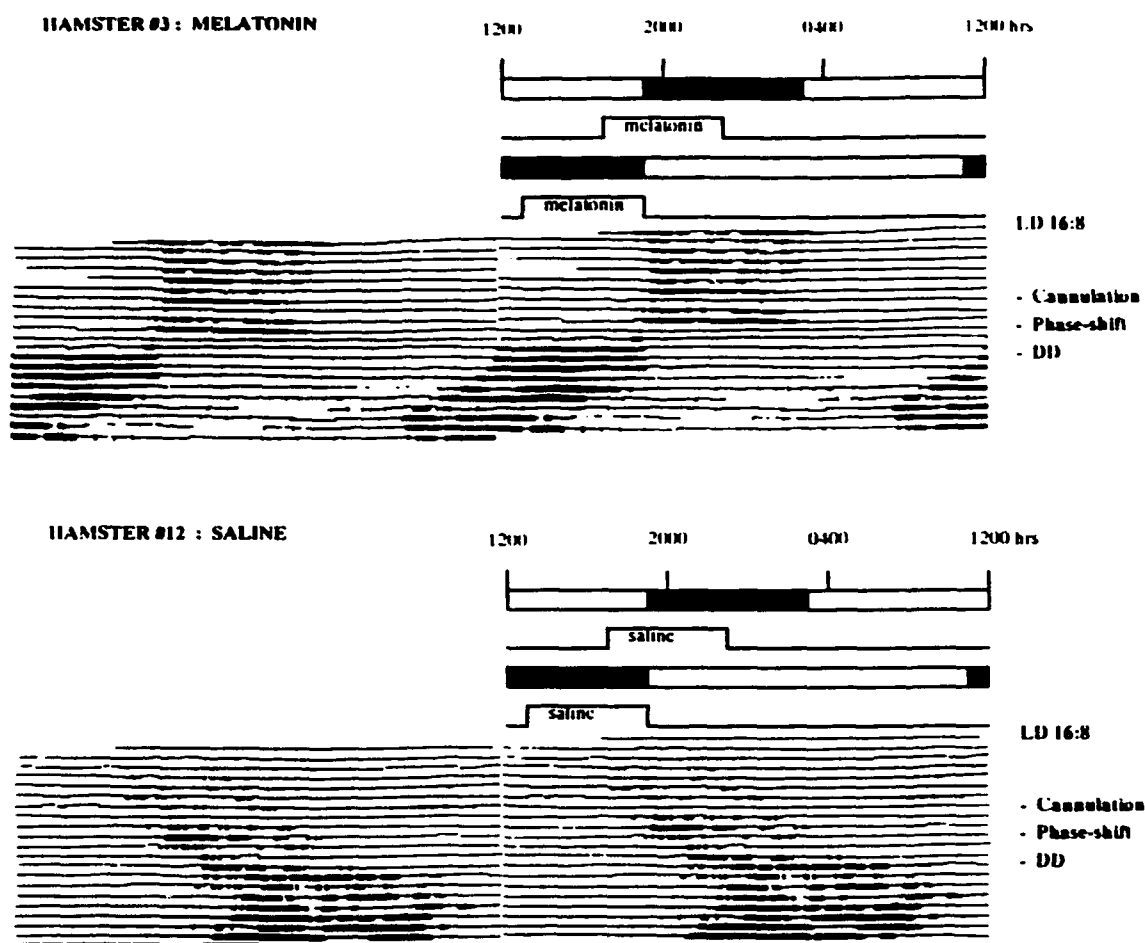 HAMSTER #3 : MELATONIN
1200 2000 0400 1200 hrs
melatonin
melatonin
LD 16:8
- Cannulation
- Phase-shift
- DD
HAMSTER #12 : SALINE
1200 2000 0400 1200 hrs
saline
saline
LD 16:8
- Cannulation
- Phase-shift
- DD